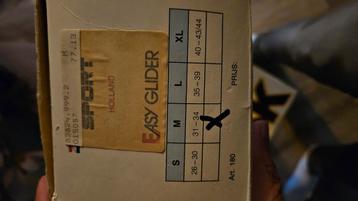 SPORT
HOLLAND
EASY GLIDER
S M L XL
26-30 31-34 35-39 40-43/44
X
Art. 180 PRIJS: